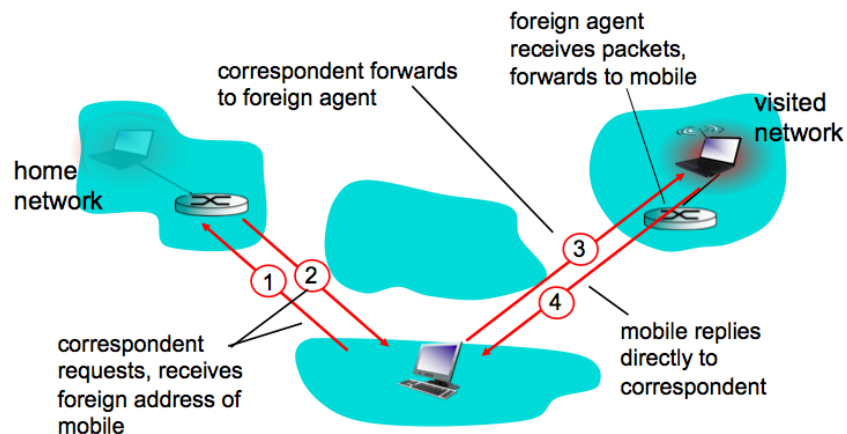 foreign agent
receives packets,
forwards to mobile
correspondent forwards
to foreign agent
visited
network
home
network
3
1
2
4
correspondent
requests, receives
foreign address of
mobile
mobile replies
directly to
correspondent